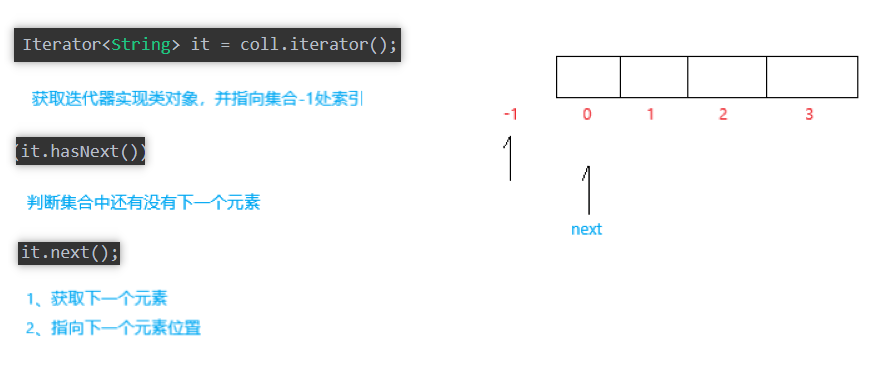 Iterator<String> it = coll.iterator();
获取迭代器实现类对象，并指向集合-1处索引
(it.hasNext())
判断集合中还有没有下一个元素
it.next();
1、获取下一个元素
2、指向下一个元素位置
-1 0 1 2 3
next